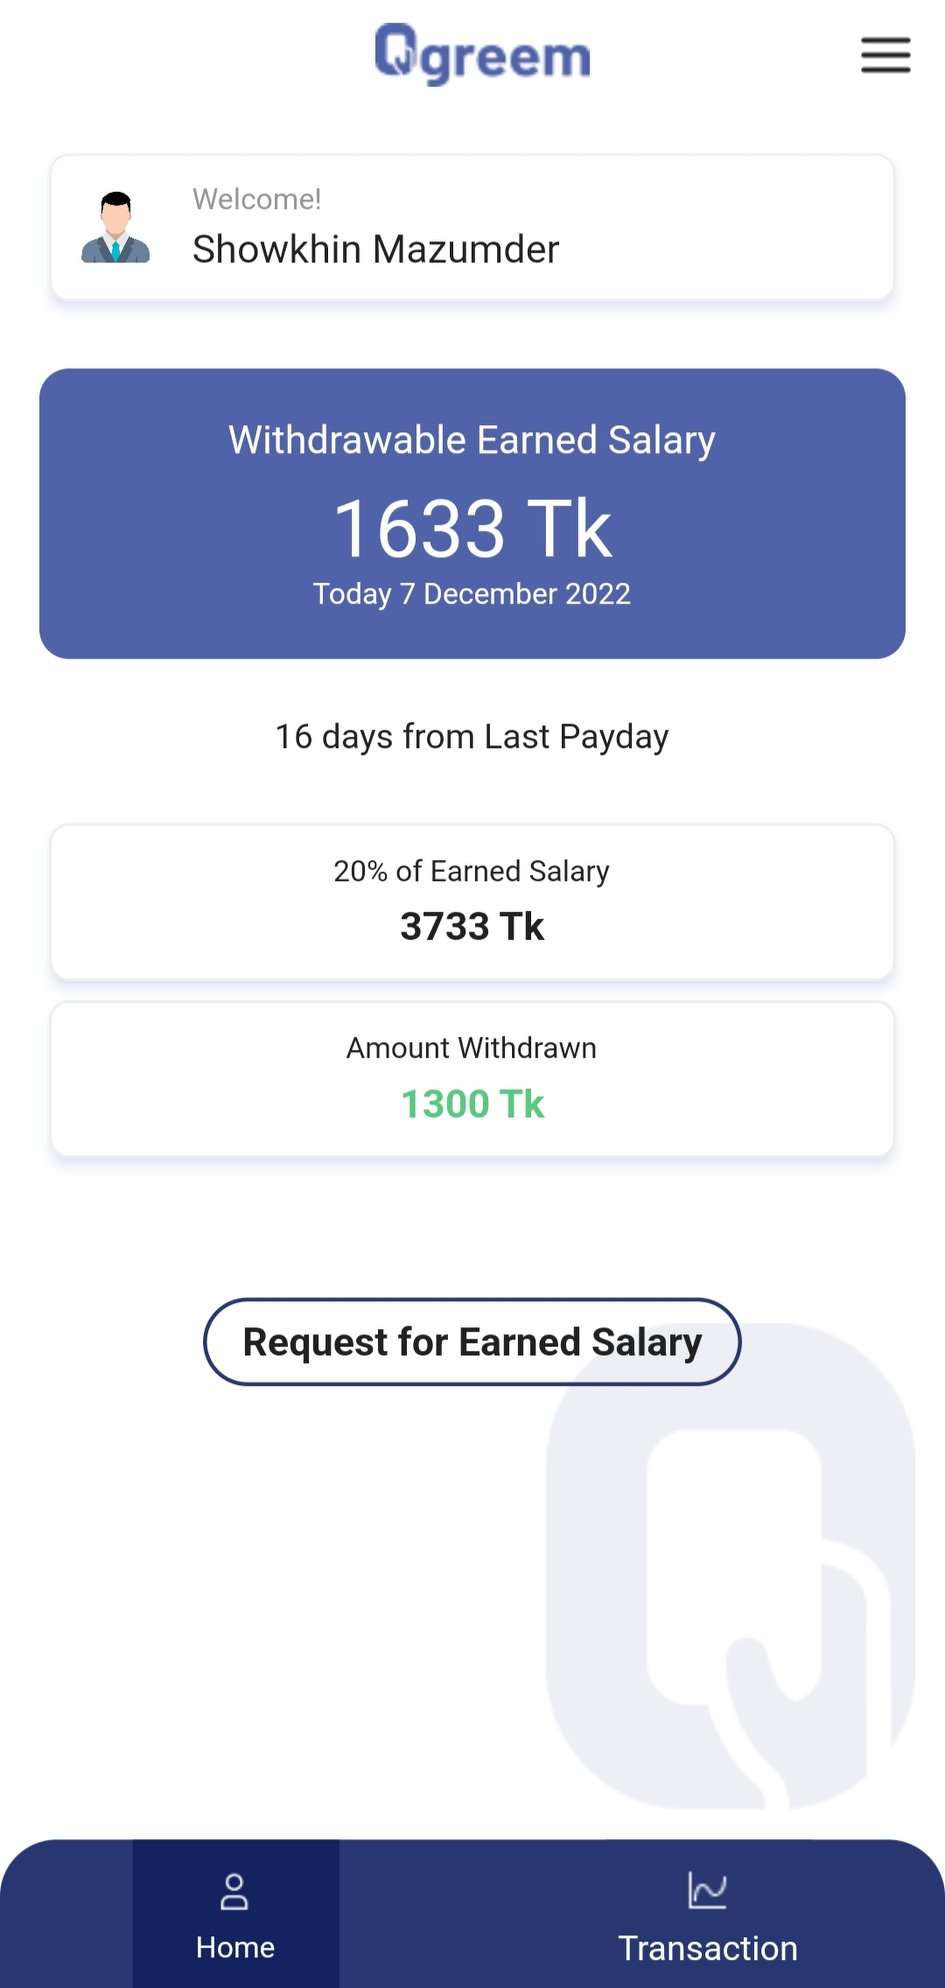 Qgreem
Welcome!
Showkhin Mazumder
Withdrawable Earned Salary
1633 Tk
Today 7 December 2022
16 days from Last Payday
20% of Earned Salary
3733 Tk
Amount Withdrawn
1300 Tk
Request for Earned Salary
Home
Transaction